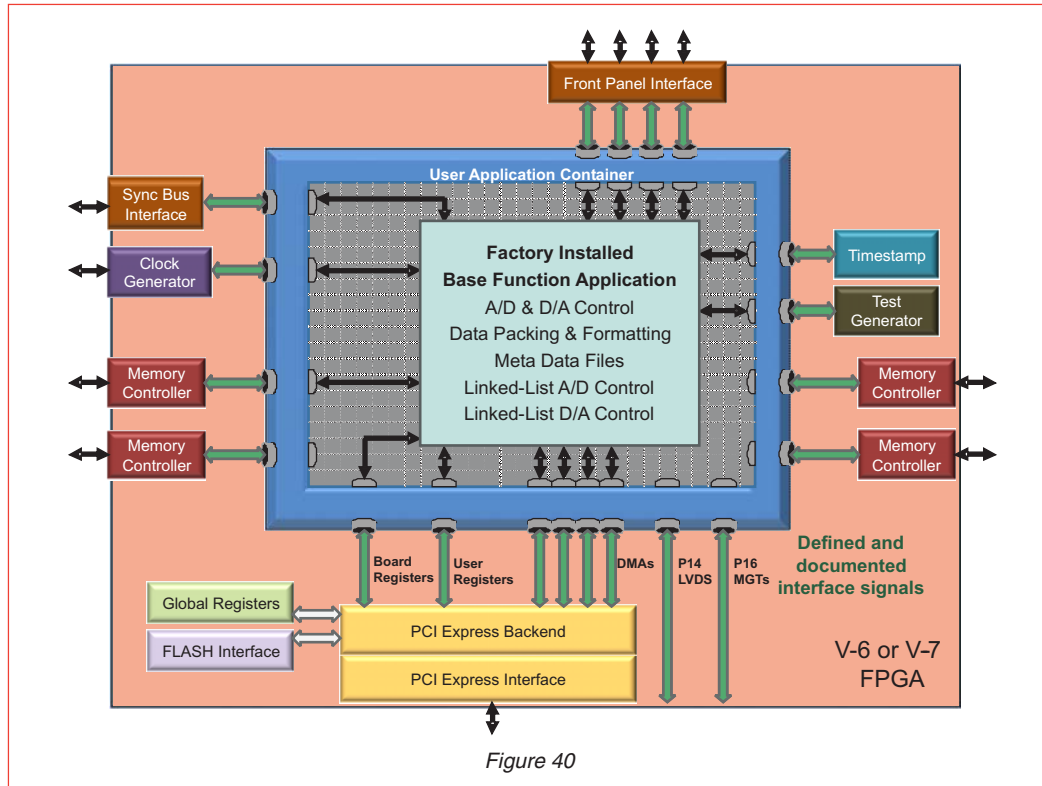 Front Panel Interface
User Application Container
Sync Bus
Interface
Clock
Generator
Memory
Controller
Memory
Controller
Factory Installed
Base Function Application
A/D & D/A Control
Data Packing & Formatting
Meta Data Files
Linked-List A/D Control
Linked-List D/A Control
Timestamp
Test
Generator
Memory
Controller
Memory
Controller
Board
Registers
User
Registers
DMAs
P14
LVDS
P16
MGTs
Defined and
documented
interface signals
Global Registers
FLASH Interface
PCI Express Backend
PCI Express Interface
V-6 or V-7
FPGA
Figure 40